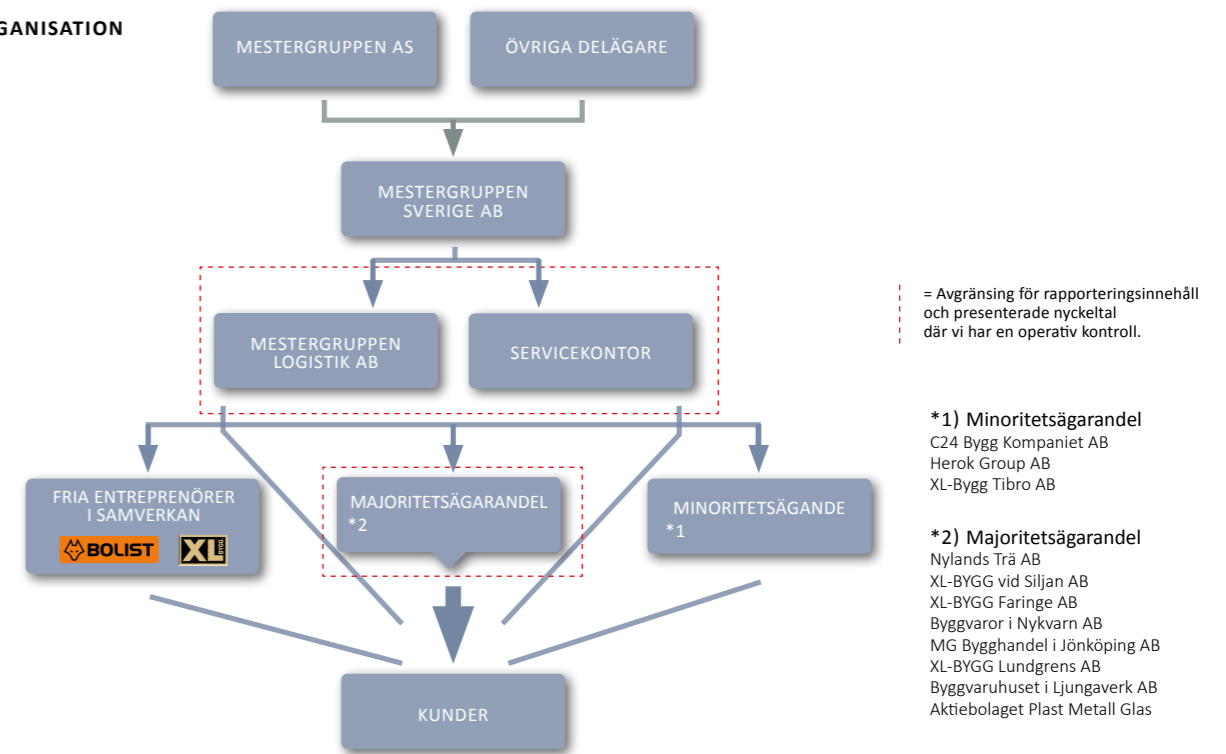 GANISATION
MESTERGRUPPEN AS
ÖVRIGA DELÄGARE
MESTERGRUPPEN
SVERIGE AB
MESTERGRUPPEN
LOGISTIK AB
SERVICEKONTOR
= Avgränsing för rapporteringsinnehåll
och presenterade nyckeltal
där vi har en operativ kontroll.
FRIA ENTREPRENÖRER
I SAMVERKAN
BOLIST
XL BYGG
MAJORITETSÄGARANDEL
*2
MINORITETSÄGANDE
*1
KUNDER
*1) Minoritetsägarandel
C24 Bygg Kompaniet AB
Herok Group AB
XL-Bygg Tibro AB
*2) Majoritetsägarandel
Nylands Trä AB
XL-BYGG vid Siljan AB
XL-BYGG Faringe AB
Byggvaror i Nykvarn AB
MG Bygghandel i Jönköping AB
XL-BYGG Lundgrens AB
Byggvaruhuset i Ljungaverk AB
Aktiebolaget Plast Metall Glas